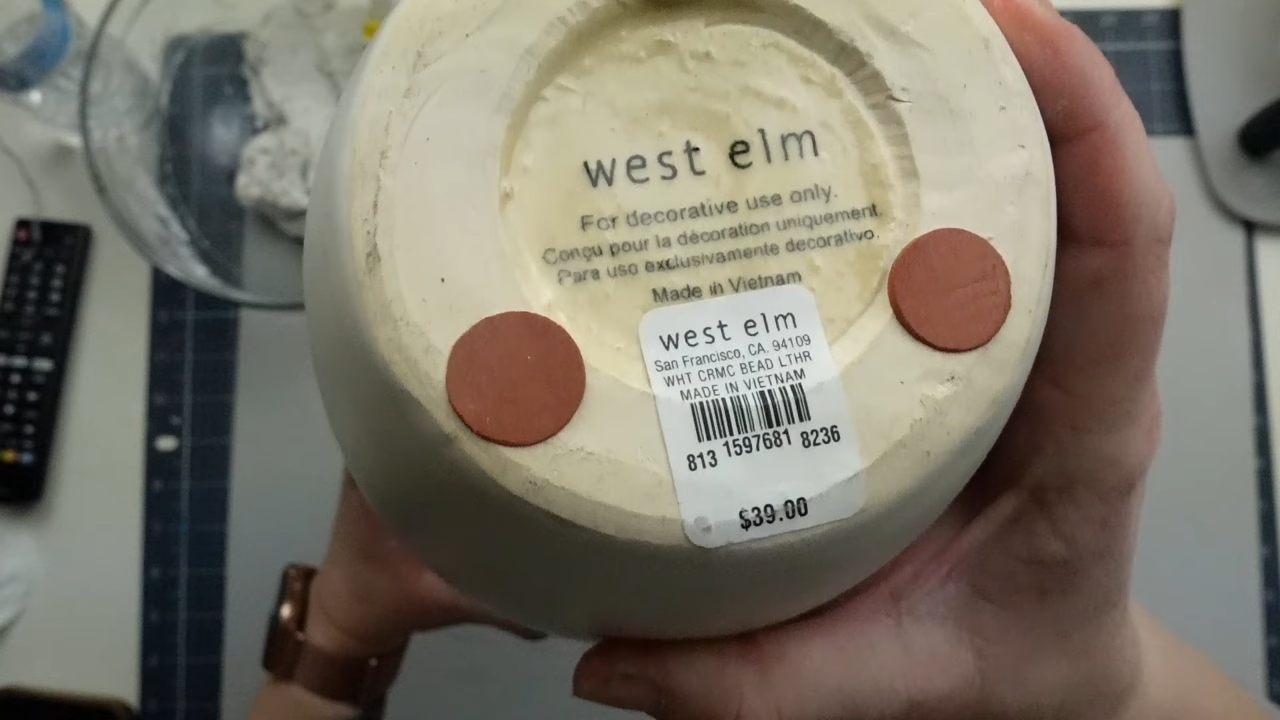 west elm
For decorative use only.
Conçu pour la décoration uniquement.
Para uso exclusivamente decorativo.
Made in Vietnam
west elm
San Francisco, CA. 94109
WHT CRMC BEAD LTHR
MADE IN VIETNAM
813 1597681 8236
$39.00